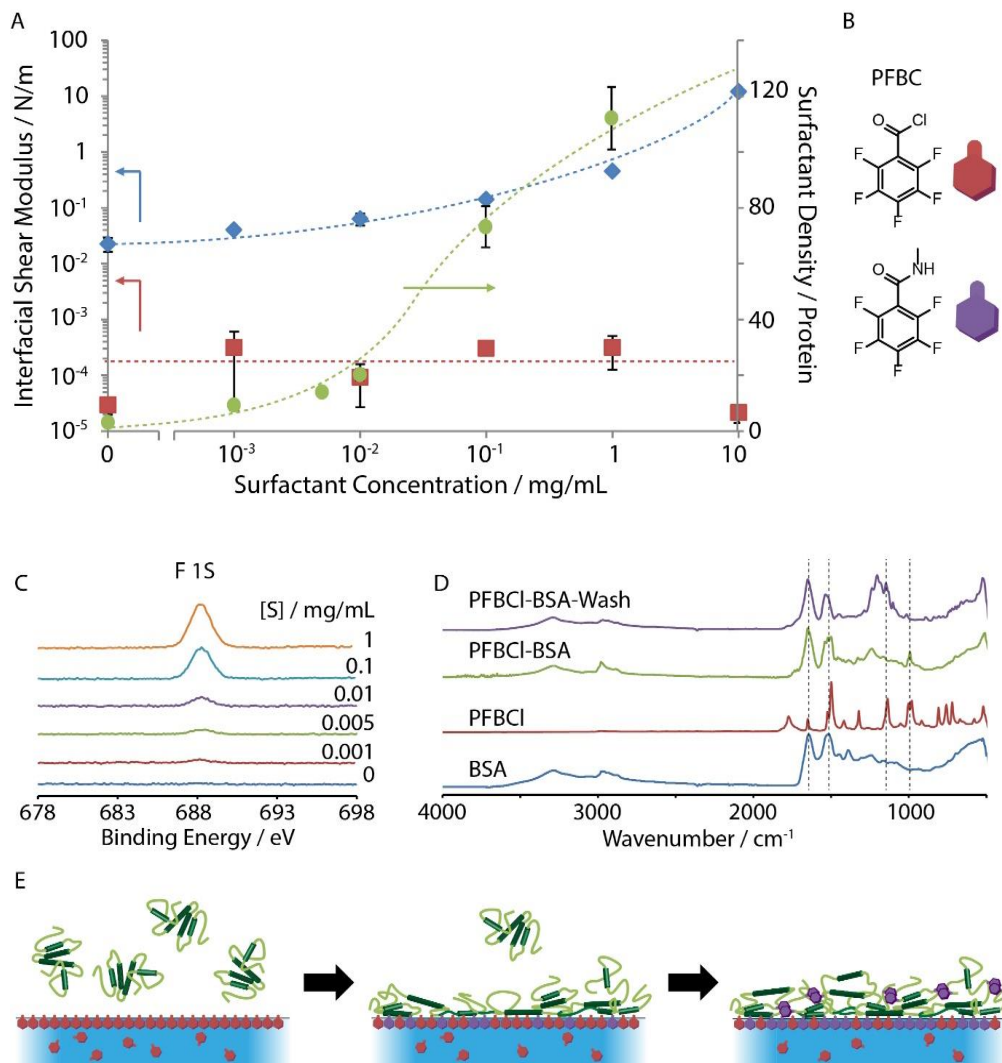 A
Interfacial Shear Modulus / N/m
100
10
1
10⁻¹
10⁻²
10⁻³
10⁻⁴
10⁻⁵
120
80
40
0
Surfactant Density / Protein
0
10⁻³
10⁻²
10⁻¹
1
10
Surfactant Concentration / mg/mL
B
PFBC
O
Cl
F
F
F
F
F
O
NH
F
F
F
F
F
C
F 1S
[S] / mg/mL
1
0.1
0.01
0.005
0.001
0
678
683
688
693
698
Binding Energy / eV
D
PFBCl-BSA-Wash
PFBCl-BSA
PFBCl
BSA
4000
3000
2000
1000
Wavenumber / cm⁻¹
E